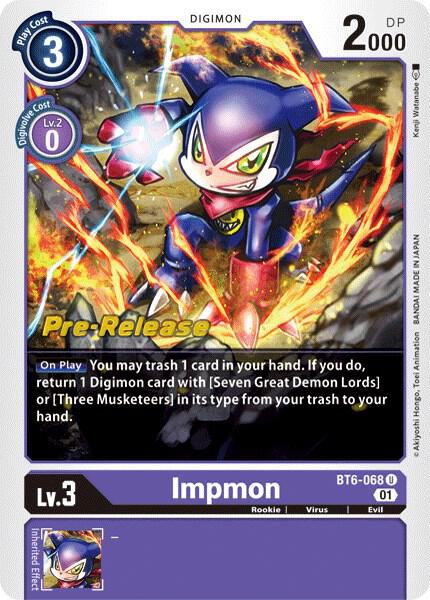 Play Cost
3
DIGIMON
DP
2000
Digivolve Cost
Lv.2
0
Kenji Watanabe
Pre-Release
On Play You may trash 1 card in your hand. If you do,
return 1 Digimon card with [Seven Great Demon Lords]
or [Three Musketeers] in its type from your trash to your
hand.
© Akiyoshi Hongo, Toei Animation BANDAI MADE IN JAPAN
Lv.3
Impmon
BT6-068 U
01
Rookie | Virus | Evil
Inherited Effect
–